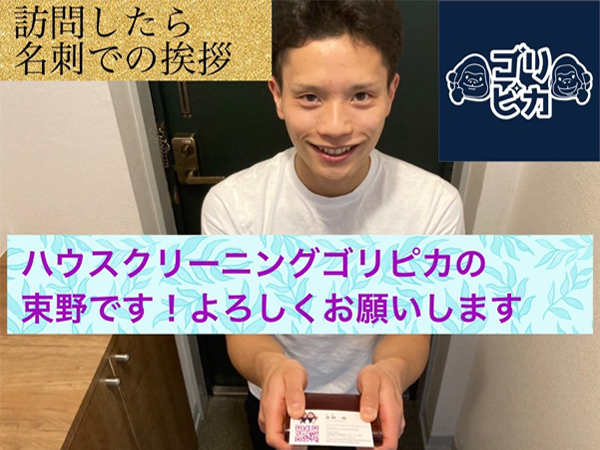 訪問したら
名刺での挨拶
ゴリ
ピカ
ハウスクリーニングゴリピカの
束野です！よろしくお願いします